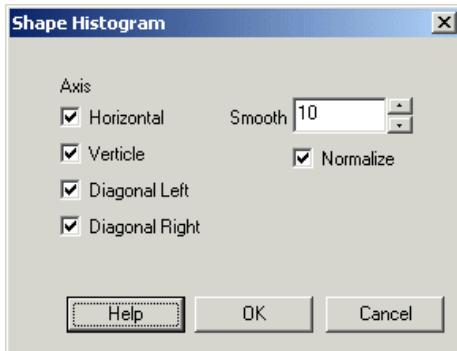 Shape Histogram
Axis
Horizontal
Smooth 10
Verticle
Normalize
Diagonal Left
Diagonal Right
Help OK Cancel